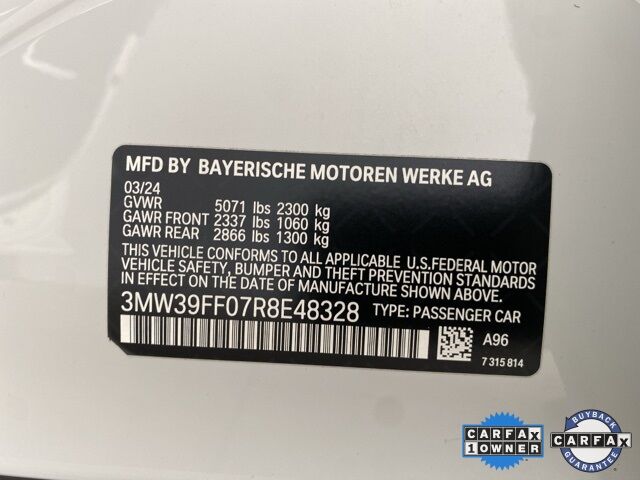 MFD BY BAYERISCHE MOTOREN WERKE AG
03/24
GVWR 5071 lbs 2300 kg
GAWR FRONT 2337 lbs 1060 kg
GAWR REAR 2866 lbs 1300 kg
THIS VEHICLE CONFORMS TO ALL APPLICABLE U.S.FEDERAL MOTOR
VEHICLE SAFETY, BUMPER AND THEFT PREVENTION STANDARDS
IN EFFECT ON THE DATE OF MANUFACTURE SHOWN ABOVE.
3MW39FF07R8E48328 TYPE: PASSENGER CAR
A96
7 315 814
CARFAX
1 OWNER
BUYBACK
CARFAX
GUARANTEE